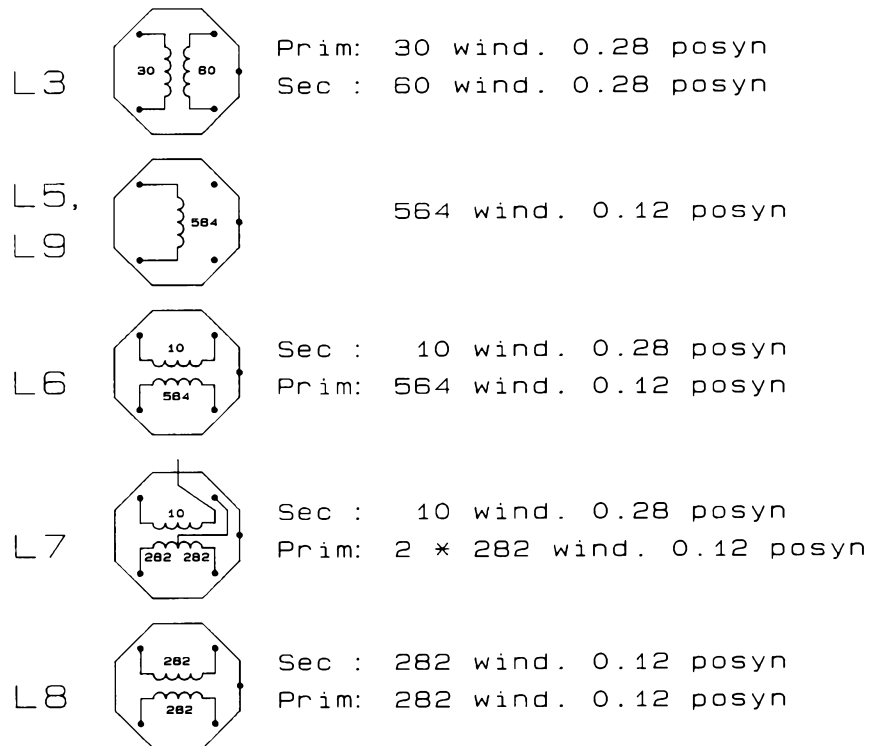 L3 30 60 Prim: 30 wind. 0.28 posyn
Sec : 60 wind. 0.28 posyn
L5,
L9 584 564 wind. 0.12 posyn
10 Sec : 10 wind. 0.28 posyn
L6 584 Prim: 564 wind. 0.12 posyn
10 Sec : 10 wind. 0.28 posyn
L7 282 282 Prim: 2 * 282 wind. 0.12 posyn
282 Sec : 282 wind. 0.12 posyn
L8 282 Prim: 282 wind. 0.12 posyn